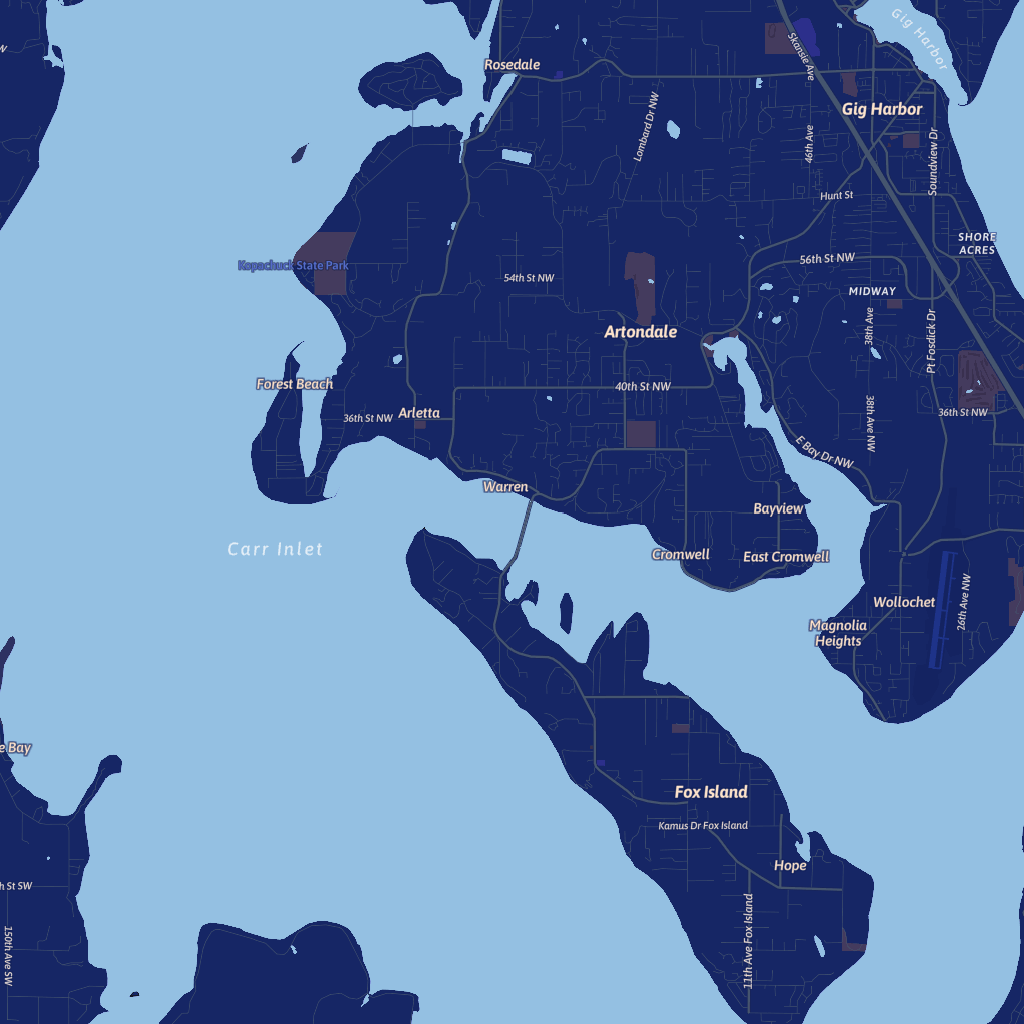 Gig Harbor
W
Skansie Ave
Rosedale
Gig Harbor
Lombard Dr NW
46th Ave
Soundview Dr
Hunt St
SHORE
ACRES
56th St NW
Kopachuck State Park
54th St NW
MIDWAY
38th Ave
Artondale
Pt Fosdick Dr
Forest Beach
40th St NW
36th St NW
Arletta
38th Ave NW
36th St NW
E Bay Dr NW
Warren
Bayview
Carr Inlet
Cromwell
East Cromwell
26th Ave NW
Wollochet
Magnolia
Heights
e Bay
Fox Island
Kamus Dr Fox Island
Hope
h St SW
11th Ave Fox Island
150th Ave SW